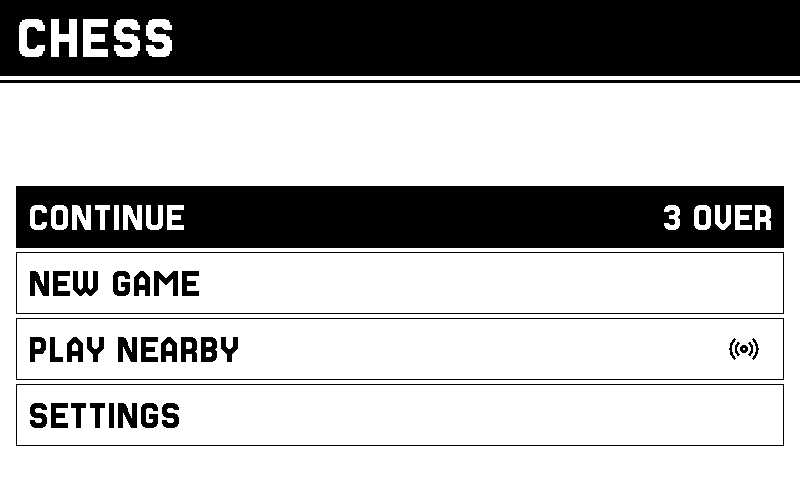 CHESS
CONTINUE 3 OVER
NEW GAME
PLAY NEARBY
SETTINGS